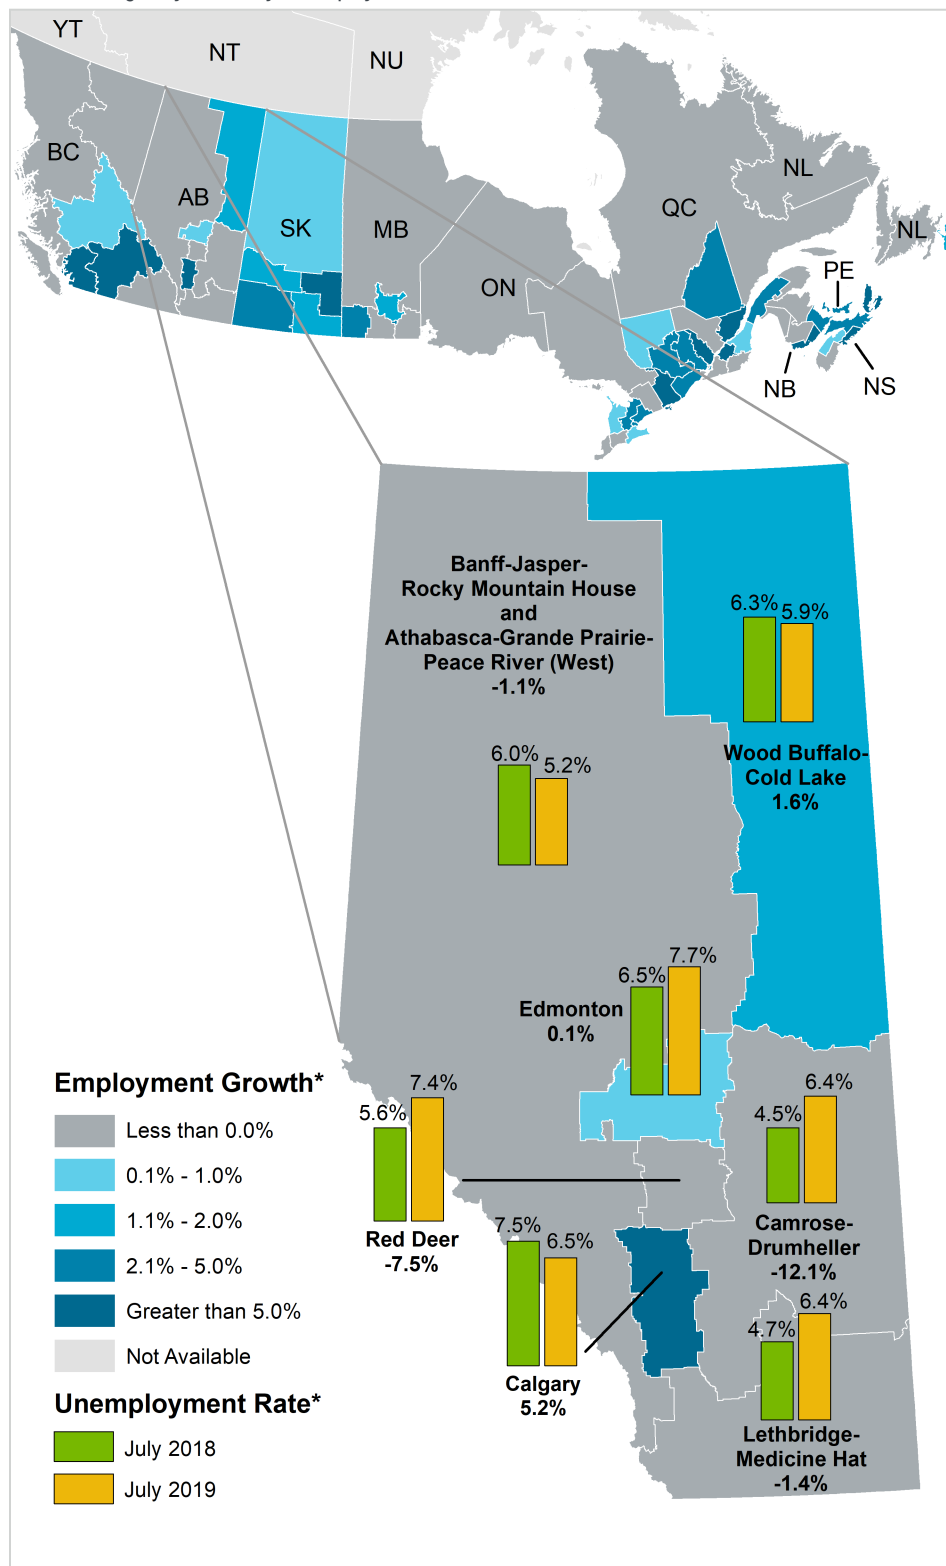 YT
NT
NU
BC
AB
SK
MB
ON
QC
NL
NL
PE
NB
NS
Banff-Jasper-
Rocky Mountain House
and
Athabasca-Grande Prairie-
Peace River (West)
-1.1%
6.0%
5.2%
6.3%
5.9%
Wood Buffalo-
Cold Lake
1.6%
6.5%
7.7%
Edmonton
0.1%
Employment Growth*
Less than 0.0%
0.1% - 1.0%
1.1% - 2.0%
2.1% - 5.0%
Greater than 5.0%
Not Available
Unemployment Rate*
July 2018
July 2019
5.6%
7.4%
Red Deer
-7.5%
7.5%
6.5%
Calgary
5.2%
4.5%
6.4%
Camrose-
Drumheller
-12.1%
4.7%
6.4%
Lethbridge-
Medicine Hat
-1.4%